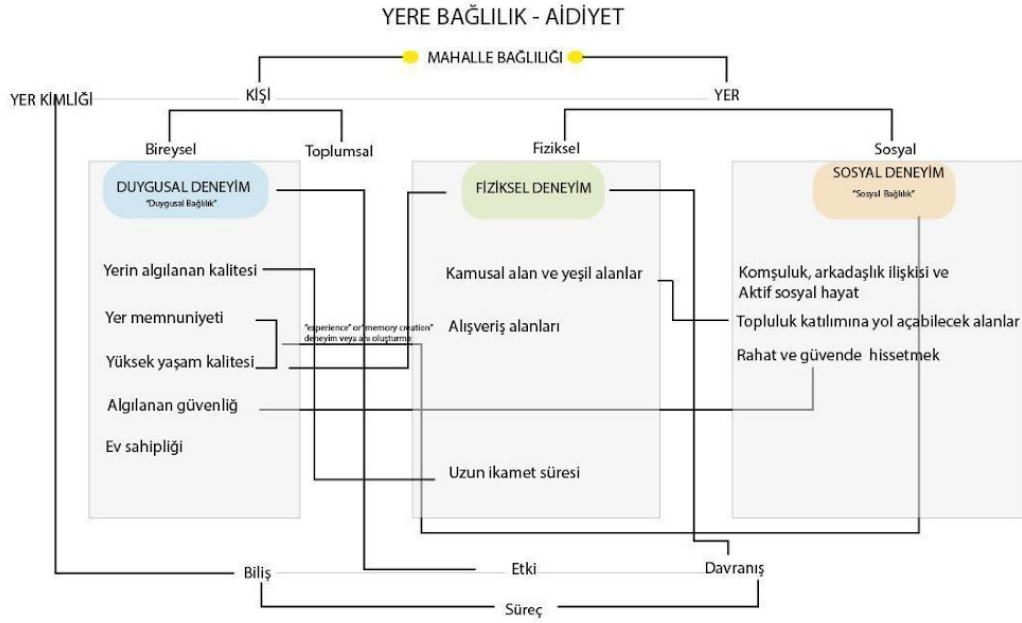 YERE BAĞLILIK - AİDİYET
MAHALLE BAĞLILIĞI
YER KİMLİĞİ
KİŞİ
YER
Bireysel
Toplumsal
Fiziksel
Sosyal
DUYGUSAL DENEYİM
"Duygusal Bağlılık"
FİZİKSEL DENEYİM
SOSYAL DENEYİM
"Sosyal Bağlılık"
Yerin algılanan kalitesi
Yer memnuniyeti
Yüksek yaşam kalitesi
Algılanan güvenliğ
Ev sahipliği
"experience" or "memory creation"
deneyim veya anı oluşturma
Kamusal alan ve yeşil alanlar
Alışveriş alanları
Uzun ikamet süresi
Komşuluk, arkadaşlık ilişkisi ve
Aktif sosyal hayat
Topluluk katılımına yol açabilecek alanlar
Rahat ve güvende hissetmek
Biliş
Etki
Davranış
Süreç